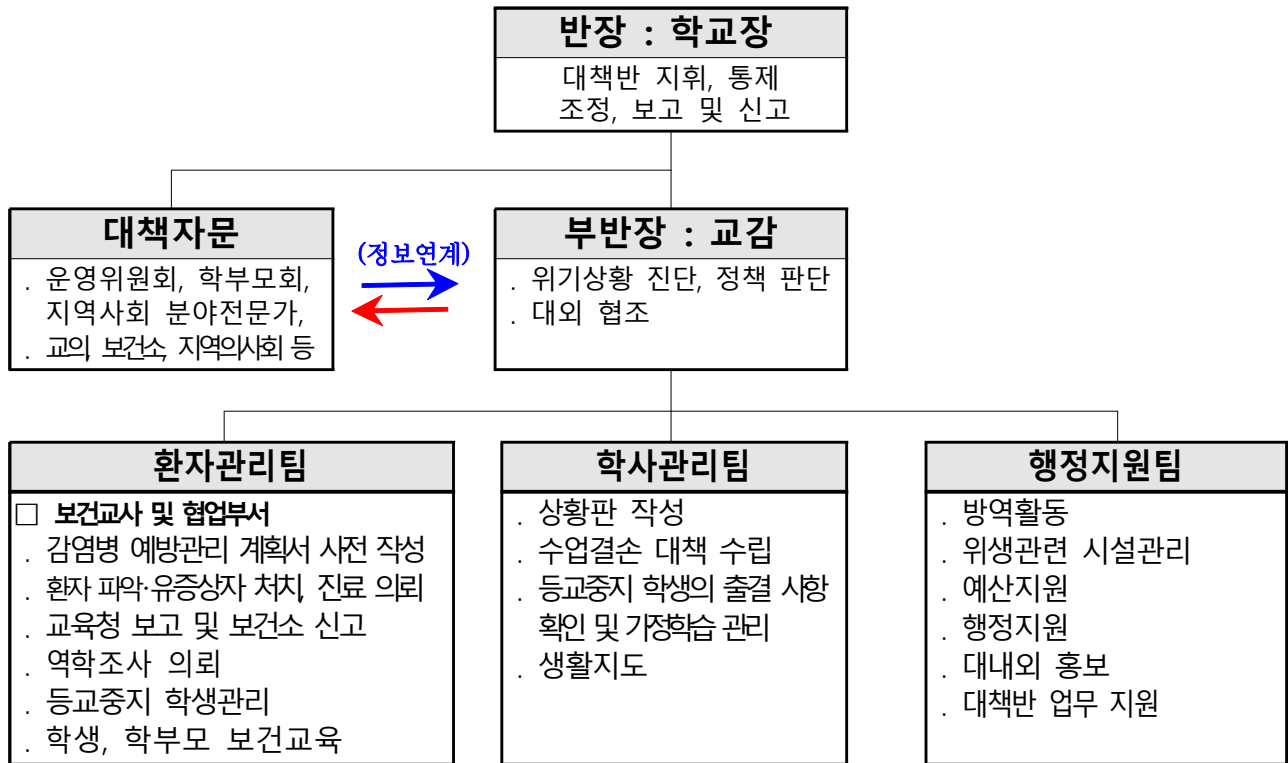 반장 : 학교장
대책반 지휘, 통제
조정, 보고 및 신고
대책자문
. 운영위원회, 학부모회,
지역사회 분야전문가,
. 교의, 보건소, 지역의사회 등
(정보연계)
부반장 : 교감
. 위기상황 진단, 정책 판단
. 대외 협조
환자관리팀
□ 보건교사 및 협업부서
. 감염병 예방관리 계획서 사전 작성
. 환자 파악·유증상자 처치, 진료 의뢰
. 교육청 보고 및 보건소 신고
. 역학조사 의뢰
. 등교중지 학생관리
. 학생, 학부모 보건교육
학사관리팀
. 상황판 작성
. 수업결손 대책 수립
. 등교중지 학생의 출결 사항
확인 및 가정학습 관리
. 생활지도
행정지원팀
. 방역활동
. 위생관련 시설관리
. 예산지원
. 행정지원
. 대내외 홍보
. 대책반 업무 지원